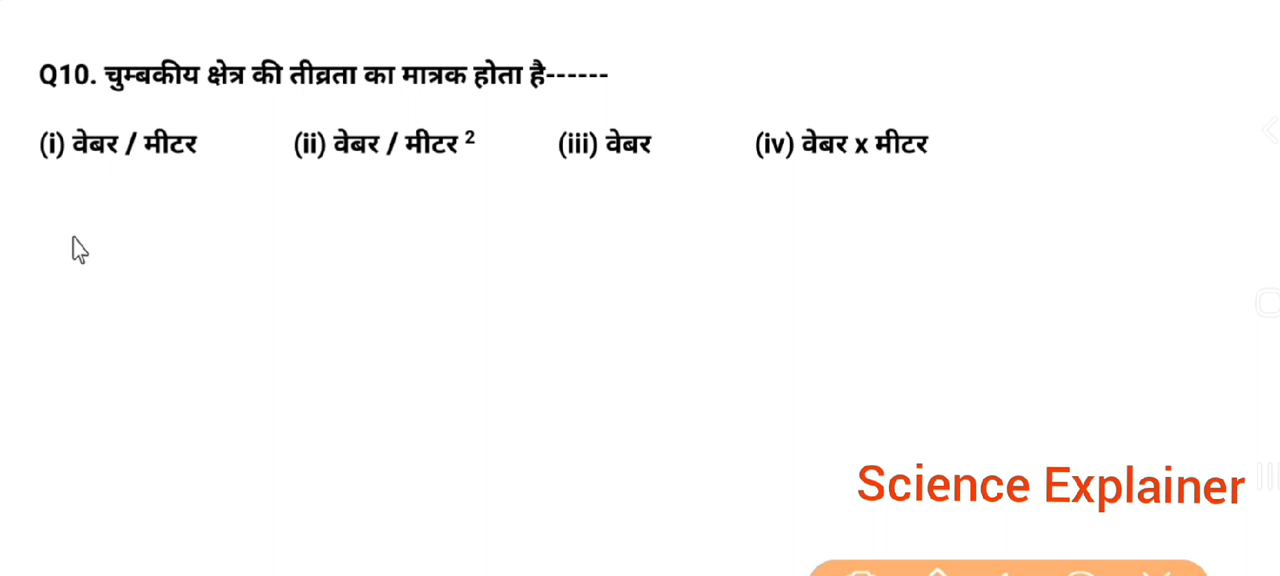 Q10. चुम्बकीय क्षेत्र की तीव्रता का मात्रक होता है------
(i) वेबर / मीटर (ii) वेबर / मीटर ² (iii) वेबर (iv) वेबर x मीटर
Science Explainer